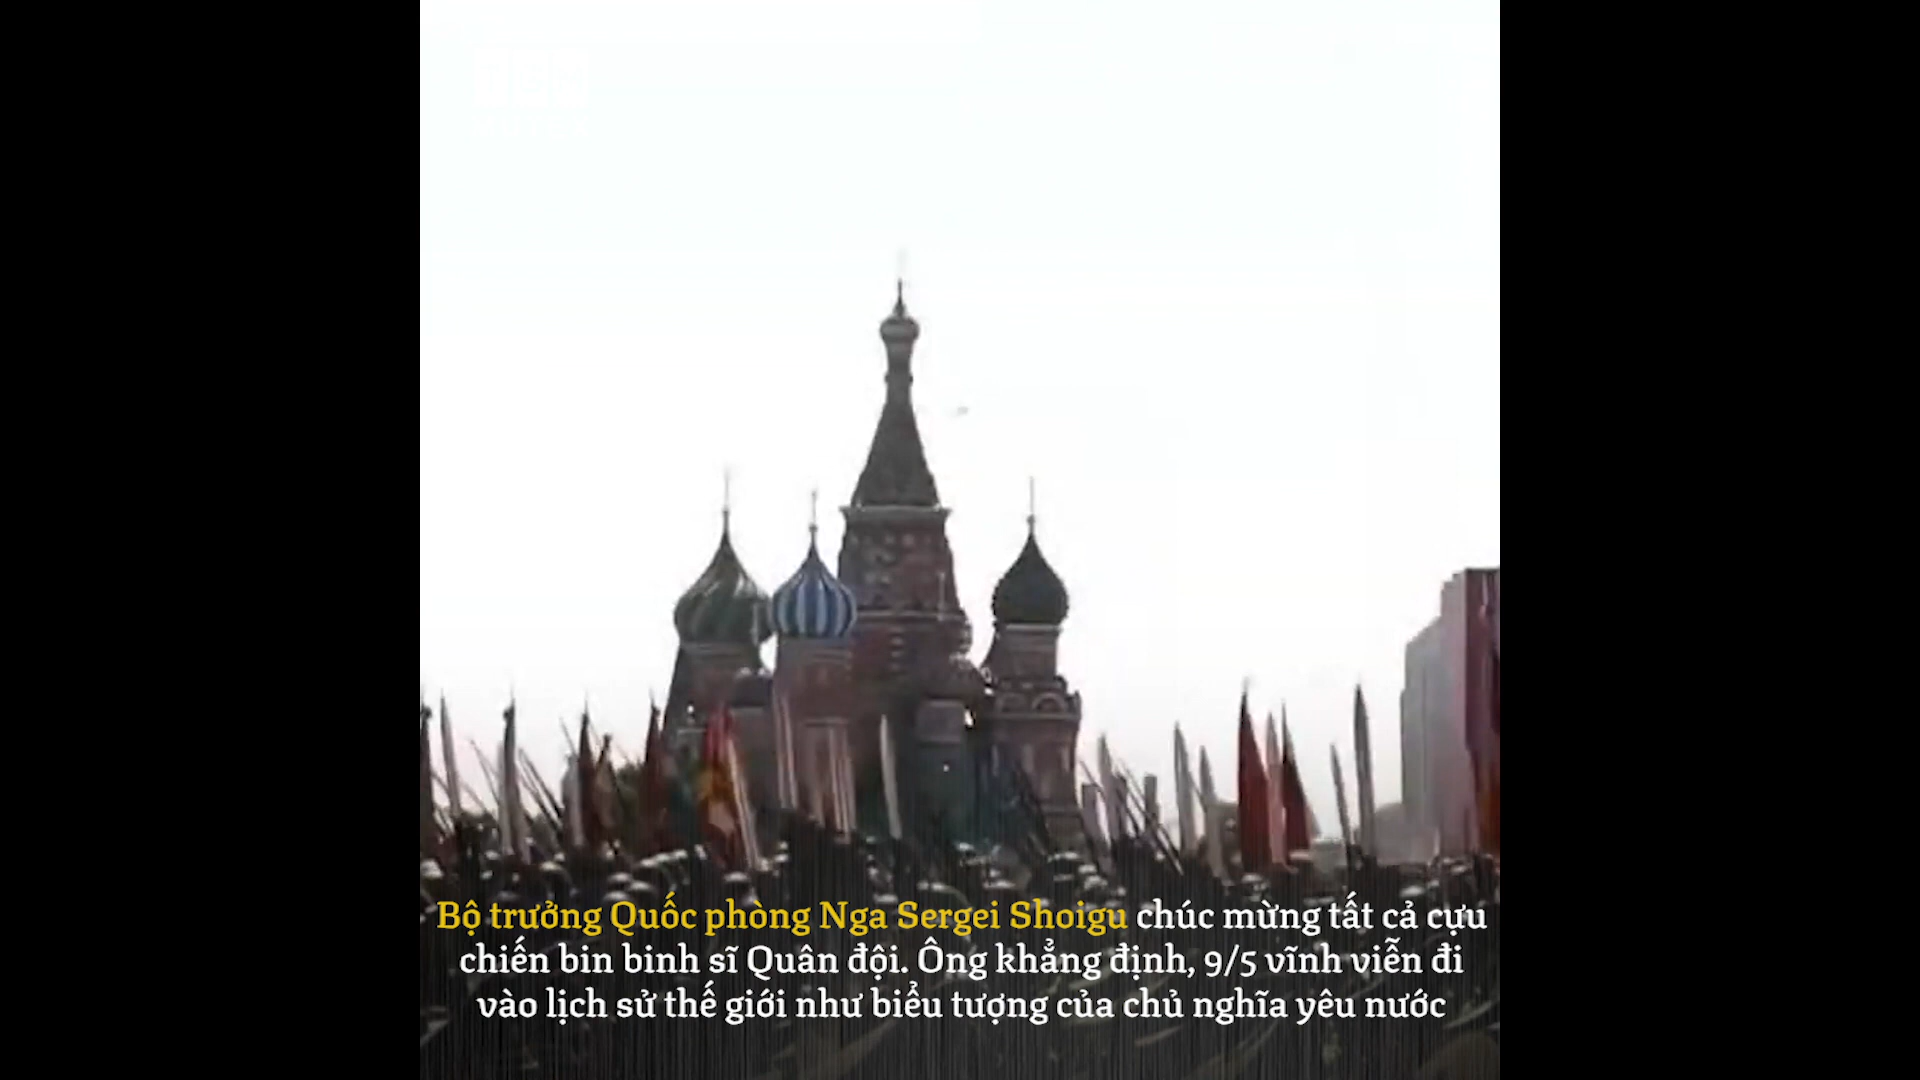 Bộ trưởng Quốc phòng Nga Sergei Shoigu chúc mừng tất cả cựu
chiến bin binh sĩ Quân đội. Ông khẳng định, 9/5 vĩnh viễn đi
vào lịch sử thế giới như biểu tượng của chủ nghĩa yêu nước